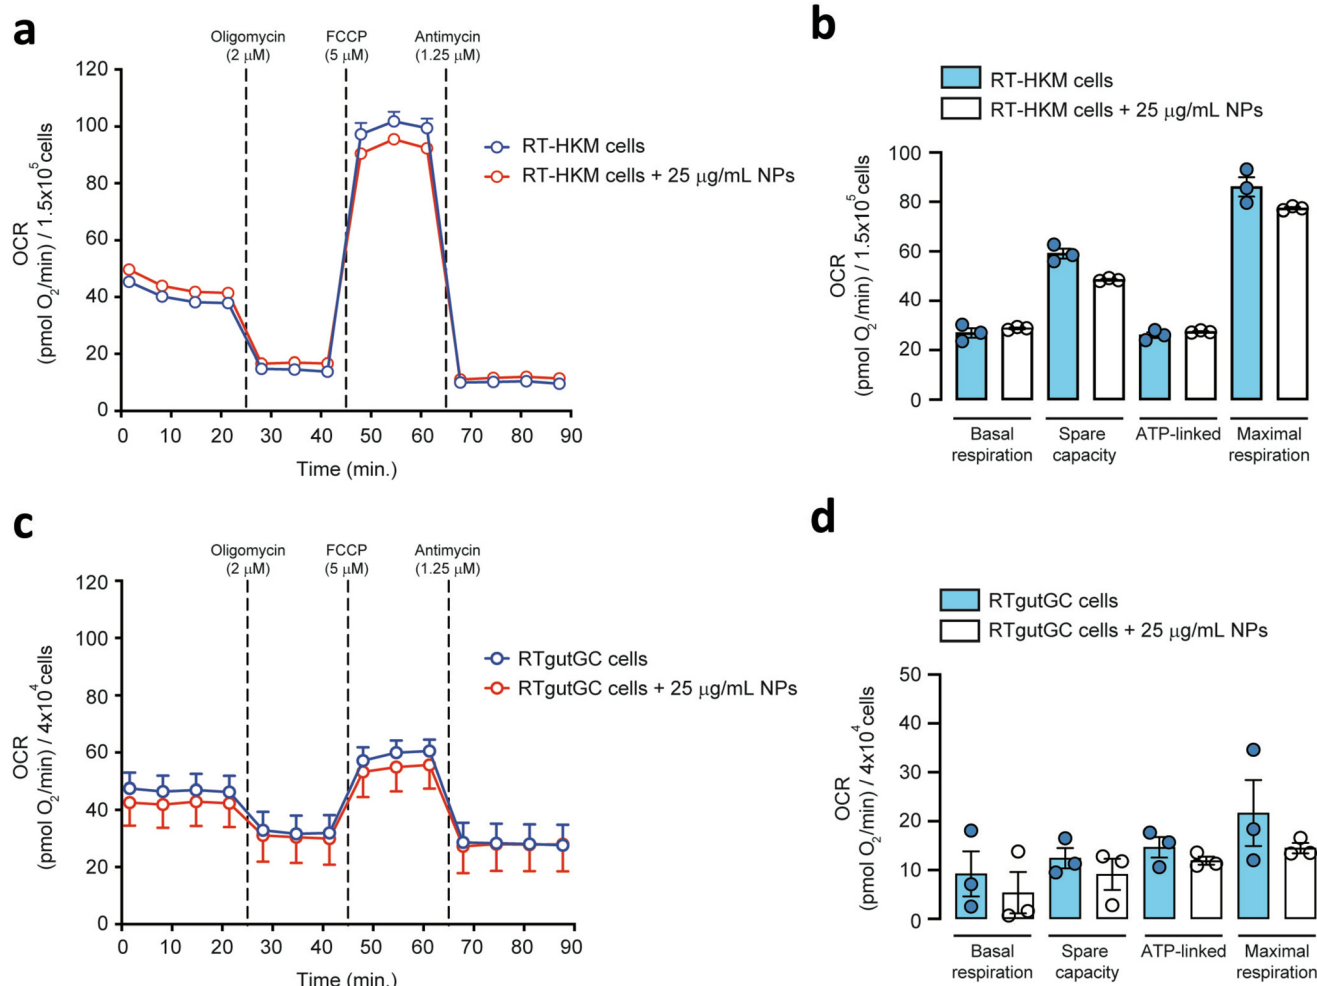 a
Oligomycin
(2 μM)
FCCP
(5 μM)
Antimycin
(1.25 μM)
OCR
(pmol O2/min) / 1.5x10^5 cells
120
100
80
60
40
20
0
0 10 20 30 40 50 60 70 80 90
Time (min.)
RT-HKM cells
RT-HKM cells + 25 μg/mL NPs
b
RT-HKM cells
RT-HKM cells + 25 μg/mL NPs
OCR
(pmol O2/min) / 1.5x10^5 cells
100
80
60
40
20
0
Basal
respiration
Spare
capacity
ATP-linked
Maximal
respiration
c
Oligomycin
(2 μM)
FCCP
(5 μM)
Antimycin
(1.25 μM)
OCR
(pmol O2/min) / 4x10^4 cells
120
100
80
60
40
20
0
0 10 20 30 40 50 60 70 80 90
Time (min.)
RTgutGC cells
RTgutGC cells + 25 μg/mL NPs
d
RTgutGC cells
RTgutGC cells + 25 μg/mL NPs
OCR
(pmol O2/min) / 4x10^4 cells
50
40
30
20
10
0
Basal
respiration
Spare
capacity
ATP-linked
Maximal
respiration